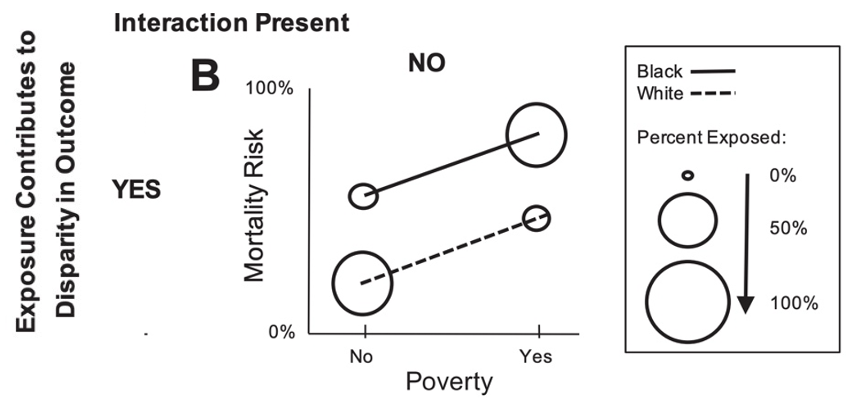 Interaction Present
NO
B
Exposure Contributes to
Disparity in Outcome
YES
Mortality Risk
100%
0%
No
Yes
Poverty
Black
White
Percent Exposed:
0%
50%
100%